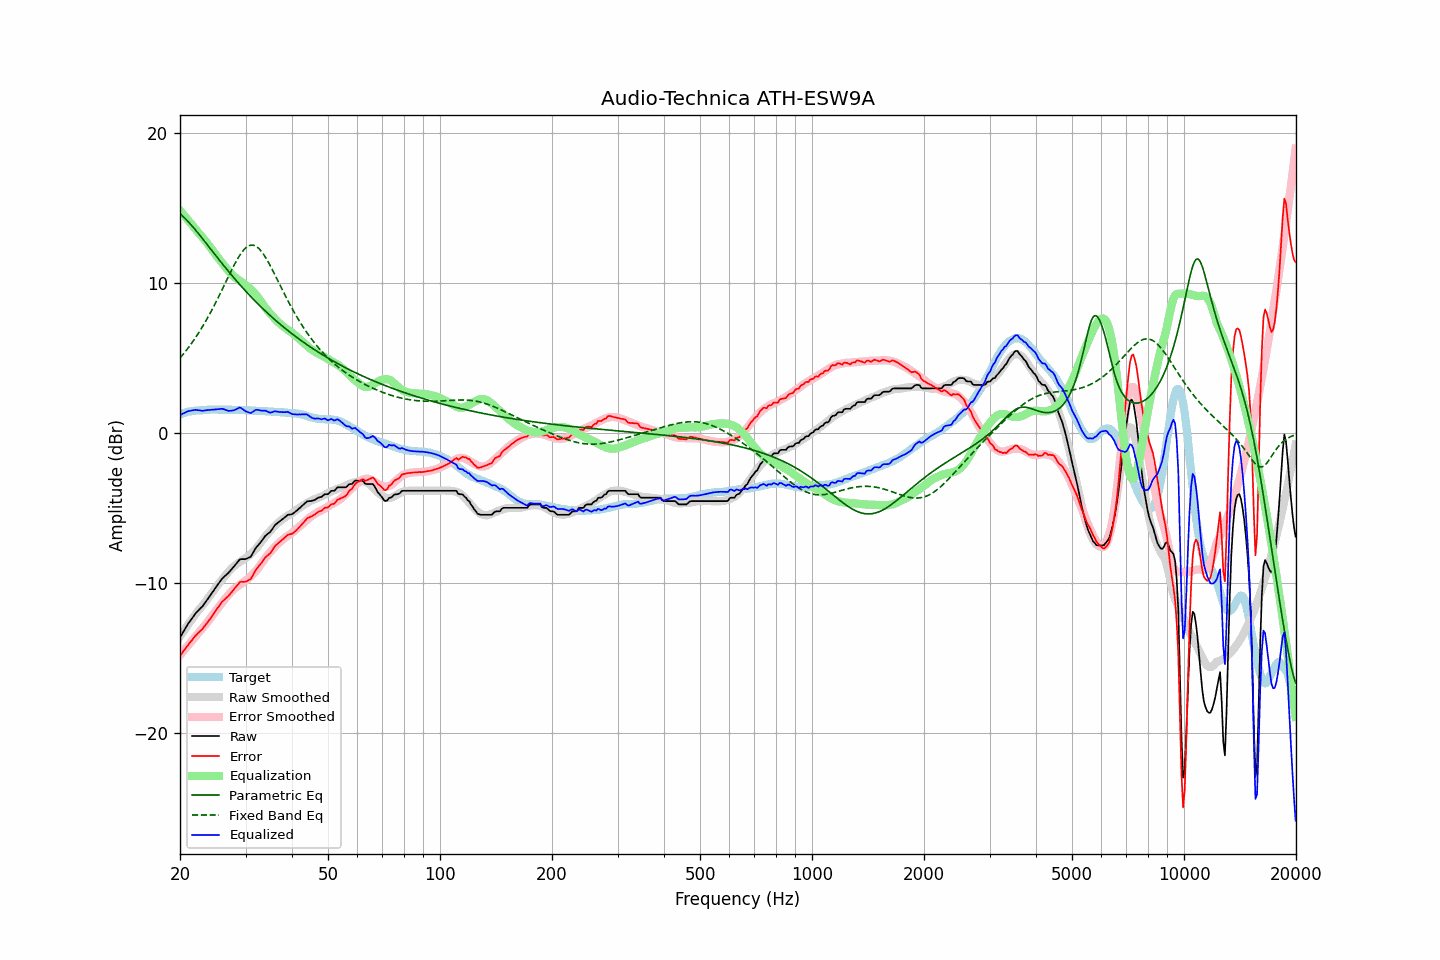 Audio-Technica ATH-ESW9A
Amplitude (dBr)
20
10
0
−10
−20
Target
Raw Smoothed
Error Smoothed
Raw
Error
Equalization
Parametric Eq
Fixed Band Eq
Equalized
20 50 100 200 500 1000 2000 5000 10000 20000
Frequency (Hz)